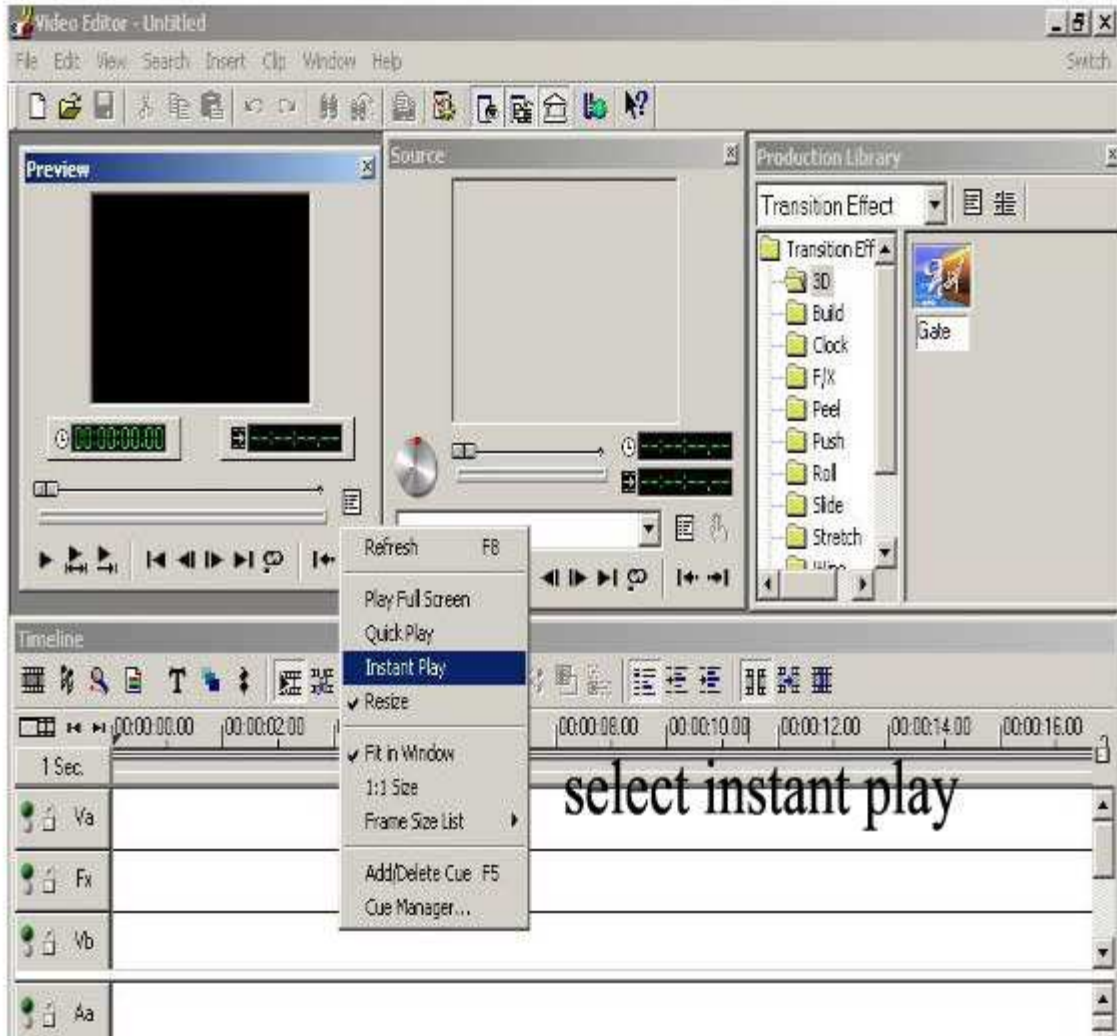 Video Editor - Untitled
File Edit View Search Insert Clip Window Help
Switch
Preview
Source
Production Library
Transition Effect
Transition Eff
3D
Build
Clock
F/X
Peel
Push
Roll
Slide
Stretch
Gate
00:00:00.00
Refresh F8
Play Full Screen
Quick Play
Instant Play
Resize
Fit in Window
1:1 Size
Frame Size List
Add/Delete Cue F5
Cue Manager...
Timeline
00:00:00.00 00:00:02.00 00:00:08.00 00:00:10.00 00:00:12.00 00:00:14.00 00:00:16.00
1 Sec.
select instant play
Va
Fx
Vb
Aa